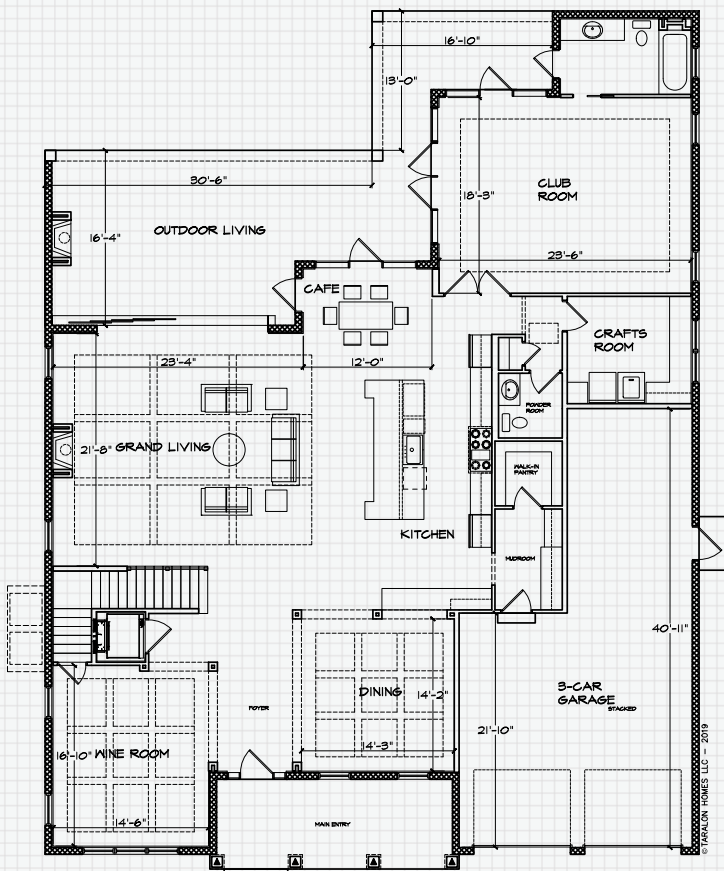 16'-10"
13'-0"
30'-6"
CLUB
ROOM
18'-3"
OUTDOOR LIVING
16'-4"
23'-6"
CAFE
CRAFTS
ROOM
23'-4"
12'-0"
POWDER
ROOM
21'-8"
GRAND LIVING
WALK-IN
PANTRY
KITCHEN
MUDROOM
40'-11"
3-CAR
GARAGE
STACKED
DINING
14'-2"
FOYER
21'-10"
14'-3"
16'-10"
WINE ROOM
14'-6"
MAIN ENTRY
© TARALON HOMES LLC - 2019